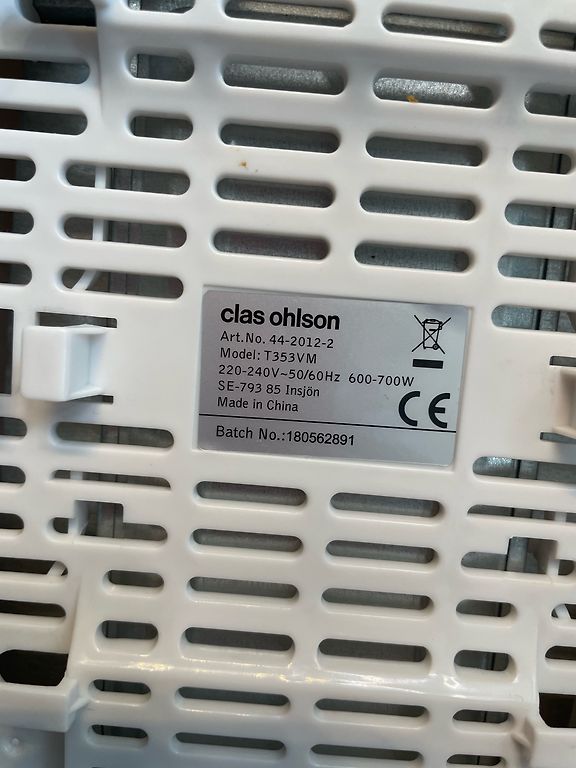 clas ohlson
Art.No. 44-2012-2
Model: T353VM
220-240V~50/60Hz 600-700W
SE-793 85 Insjön
Made in China
CE
Batch No.:180562891